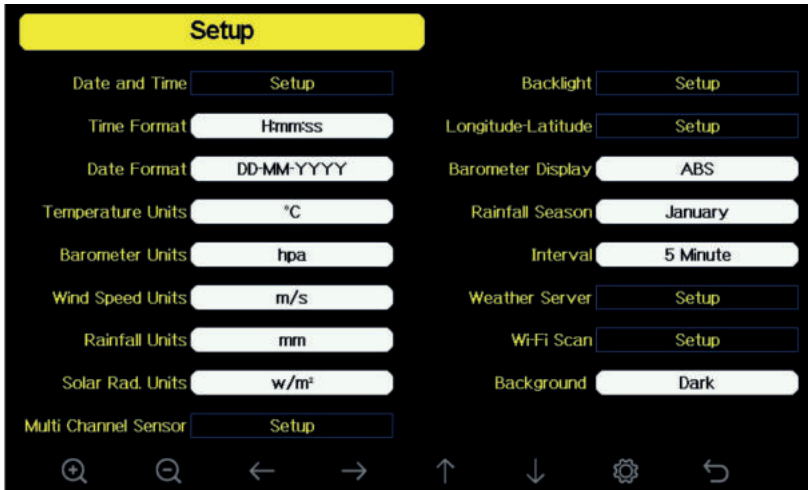 Setup
Date and Time Setup
Time Format H:mm:ss
Date Format DD-MM-YYYY
Temperature Units °C
Barometer Units hpa
Wind Speed Units m/s
Rainfall Units mm
Solar Rad. Units w/m²
Multi Channel Sensor Setup
Backlight Setup
Longitude-Latitude Setup
Barometer Display ABS
Rainfall Season January
Interval 5 Minute
Weather Server Setup
Wi-Fi Scan Setup
Background Dark